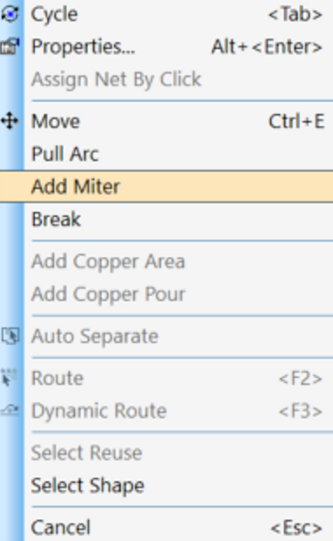 Cycle <Tab>
Properties... Alt+<Enter>
Assign Net By Click
Move Ctrl+E
Pull Arc
Add Miter
Break
Add Copper Area
Add Copper Pour
Auto Separate
Route <F2>
Dynamic Route <F3>
Select Reuse
Select Shape
Cancel <Esc>